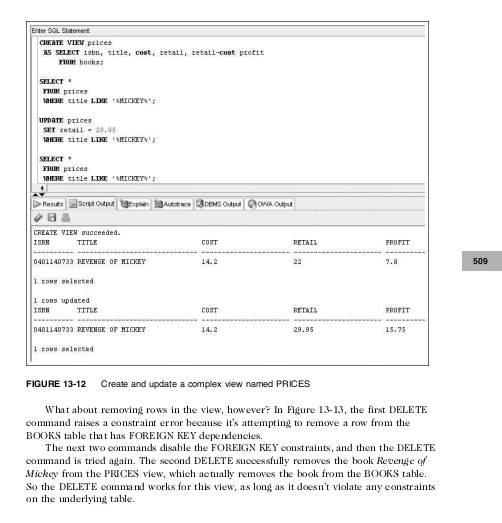 Enter SQL Statement:
CREATE VIEW prices
AS SELECT isbn, title, cost, retail, retail-cost profit
FROM books;
SELECT *
FROM prices
WHERE title LIKE '%MICKEY%';
UPDATE prices
SET retail = 29.95
WHERE title LIKE '%MICKEY%';
SELECT *
FROM prices
WHERE title LIKE '%MICKEY%';
Results Script Output Explain Autotrace DBMS Output OWA Output
CREATE VIEW succeeded.
ISBN TITLE COST RETAIL PROFIT
---------- ------------------------------ ---------------------- ---------------------- ----------
0401140733 REVENGE OF MICKEY 14.2 22 7.8
1 rows selected
1 rows updated
ISBN TITLE COST RETAIL PROFIT
---------- ------------------------------ ---------------------- ---------------------- ----------
0401140733 REVENGE OF MICKEY 14.2 29.95 15.75
1 rows selected
509
FIGURE 13-12 Create and update a complex view named PRICES
What about removing rows in the view, however? In Figure 13-13, the first DELETE
command raises a constraint error because it's attempting to remove a row from the
BOOKS table that has FOREIGN KEY dependencies.
The next two commands disable the FOREIGN KEY constraints, and then the DELETE
command is tried again. The second DELETE successfully removes the book Revenge of
Mickey from the PRICES view, which actually removes the book from the BOOKS table.
So the DELETE command works for this view, as long as it doesn't violate any constraints
on the underlying table.